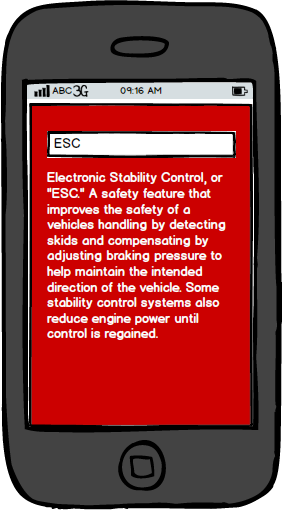 ABC 3G 09:16 AM
ESC
Electronic Stability Control, or
"ESC." A safety feature that
improves the safety of a
vehicles handling by detecting
skids and compensating by
adjusting braking pressure to
help maintain the intended
direction of the vehicle. Some
stability control systems also
reduce engine power until
control is regained.